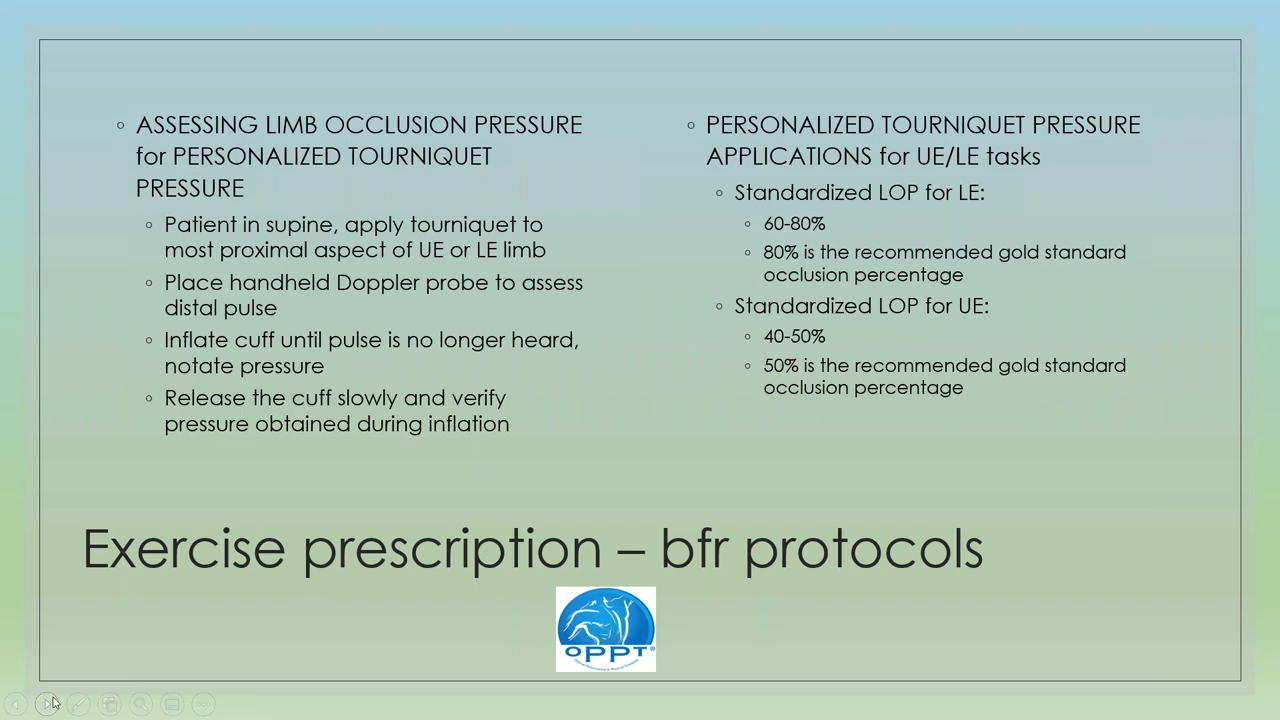 ASSESSING LIMB OCCLUSION PRESSURE
for PERSONALIZED TOURNIQUET
PRESSURE
Patient in supine, apply tourniquet to
most proximal aspect of UE or LE limb
Place handheld Doppler probe to assess
distal pulse
Inflate cuff until pulse is no longer heard,
notate pressure
Release the cuff slowly and verify
pressure obtained during inflation
PERSONALIZED TOURNIQUET PRESSURE
APPLICATIONS for UE/LE tasks
Standardized LOP for LE:
60-80%
80% is the recommended gold standard
occlusion percentage
Standardized LOP for UE:
40-50%
50% is the recommended gold standard
occlusion percentage
Exercise prescription – bfr protocols
OPPT®